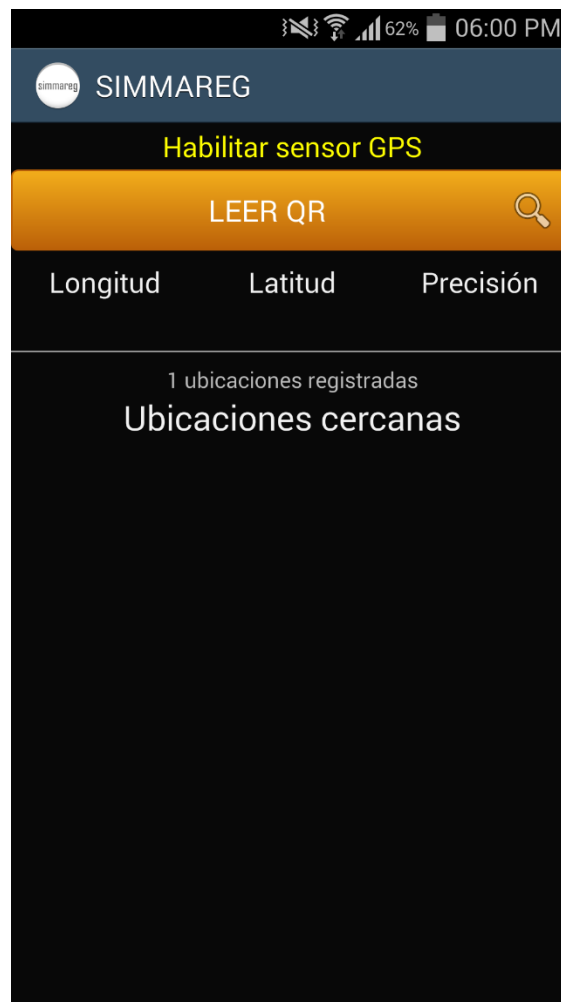 62% 06:00 PM
simmareg SIMMAREG
Habilitar sensor GPS
LEER QR
Longitud Latitud Precisión
1 ubicaciones registradas
Ubicaciones cercanas